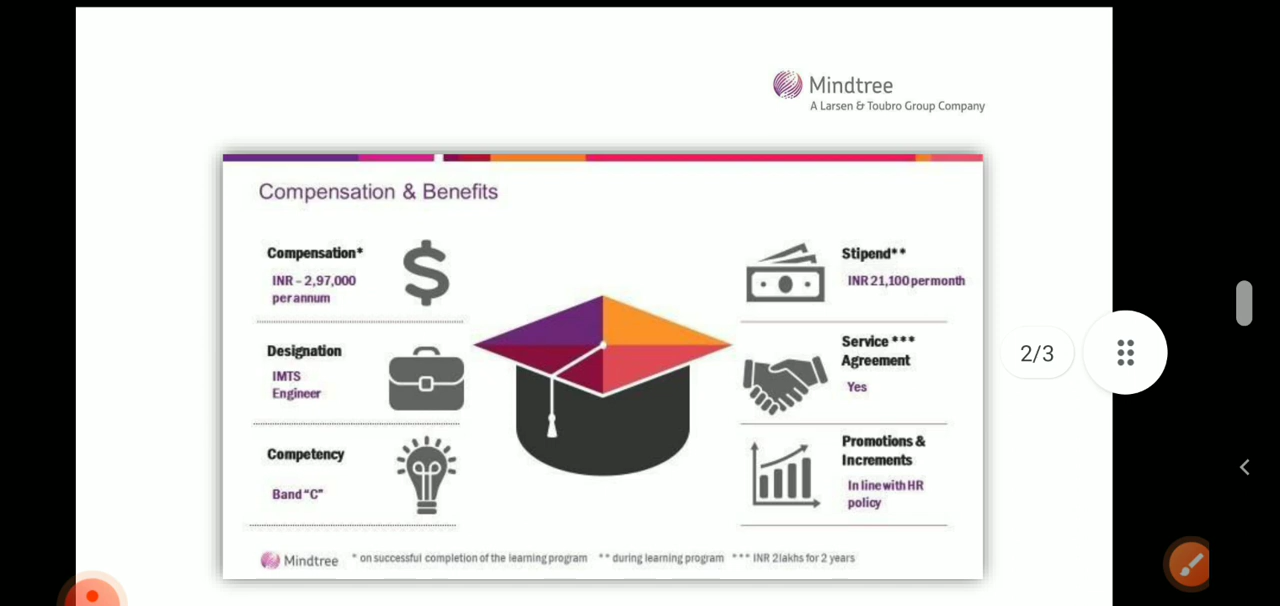 Mindtree
A Larsen & Toubro Group Company
Compensation & Benefits
Compensation*
INR – 2,97,000
per annum
Designation
IMTS
Engineer
Competency
Band "C"
Stipend**
INR 21,100 per month
Service ***
Agreement
Yes
Promotions &
Increments
In line with HR
policy
2/3
Mindtree * on successful completion of the learning program ** during learning program *** INR 2 lakhs for 2 years